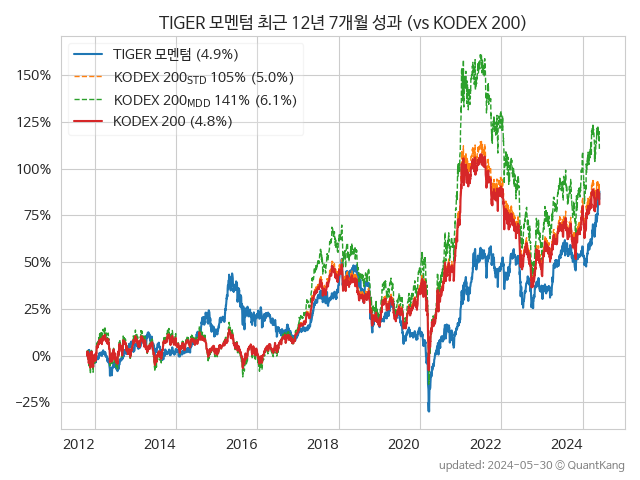 TIGER 모멘텀 최근 12년 7개월 성과 (vs KODEX 200)
TIGER 모멘텀 (4.9%)
KODEX 200STD 105% (5.0%)
KODEX 200MDD 141% (6.1%)
KODEX 200 (4.8%)
150%
125%
100%
75%
50%
25%
0%
−25%
2012 2014 2016 2018 2020 2022 2024
updated: 2024-05-30 © QuantKang